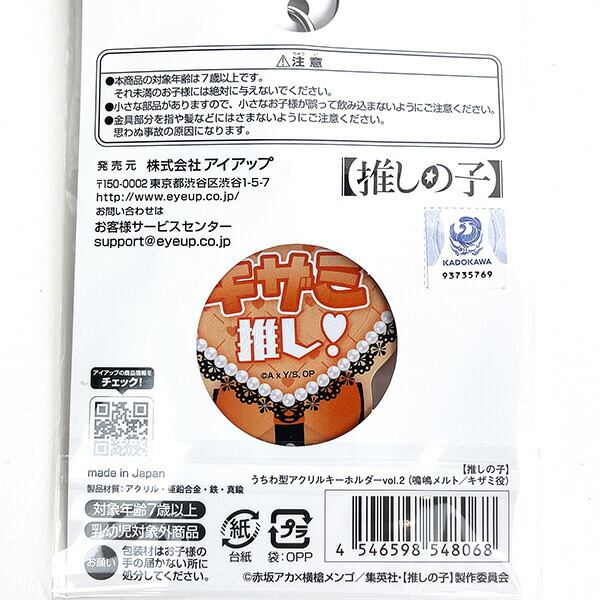 ちゅう い
⚠注意
●本商品の対象年齢は7歳以上です。
それ未満のお子様には絶対に与えないでください。
●小さな部品がありますので、小さなお子様が誤って飲み込まないようにご注意ください。
●金具部分を指や髪などにはさまないようにご注意ください。
思わぬ事故の原因になります。
発売元 株式会社 アイアップ
〒150-0002 東京都渋谷区渋谷1-5-7
http://www.eyeup.co.jp/
お問い合わせは
お客様サービスセンター
support@eyeup.co.jp
【推しの子】
KADOKAWA
93735769
キザミ
推し!
©A x Y/S, OP
アイアップの商品情報を
チェック!
made in Japan
製品材質:アクリル・亜鉛合金・鉄・真鍮
対象年齢7歳以上
乳幼児対象外商品
お願い
包装材はお子様の
手の届かない所に
処分してください。
紙
台紙
プラ
袋:OPP
【推しの子】
うちわ型アクリルキーホルダーvol.2 (鳴嶋メルト/キザミ役)
4 546598 548068
©赤坂アカ×横槍メンゴ/集英社・【推しの子】製作委員会